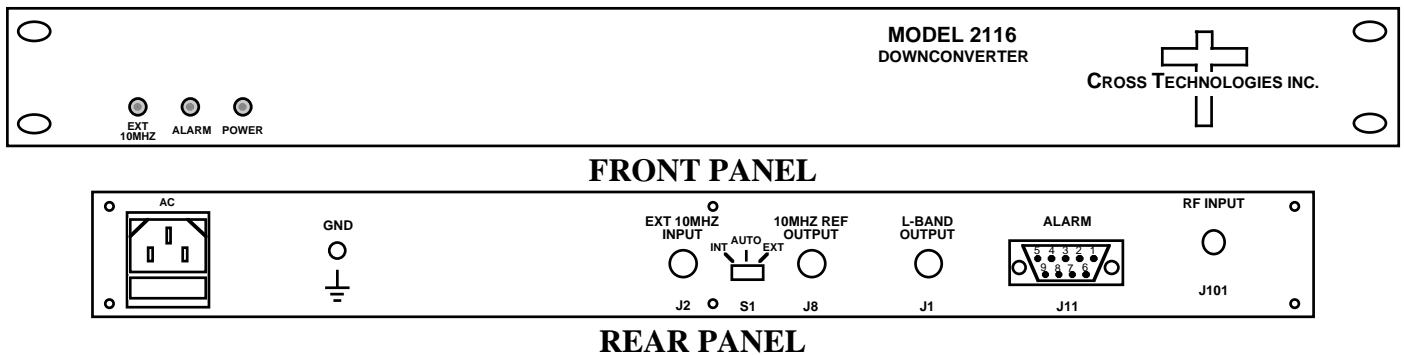 MODEL 2116
DOWNCONVERTER
CROSS TECHNOLOGIES INC.
EXT
10MHZ
ALARM
POWER
FRONT PANEL
AC
GND
EXT 10MHZ
INPUT
INT
AUTO
EXT
10MHZ REF
OUTPUT
L-BAND
OUTPUT
ALARM
5 4 3 2 1
9 8 7 6
RF INPUT
J2
S1
J8
J1
J11
J101
REAR PANEL